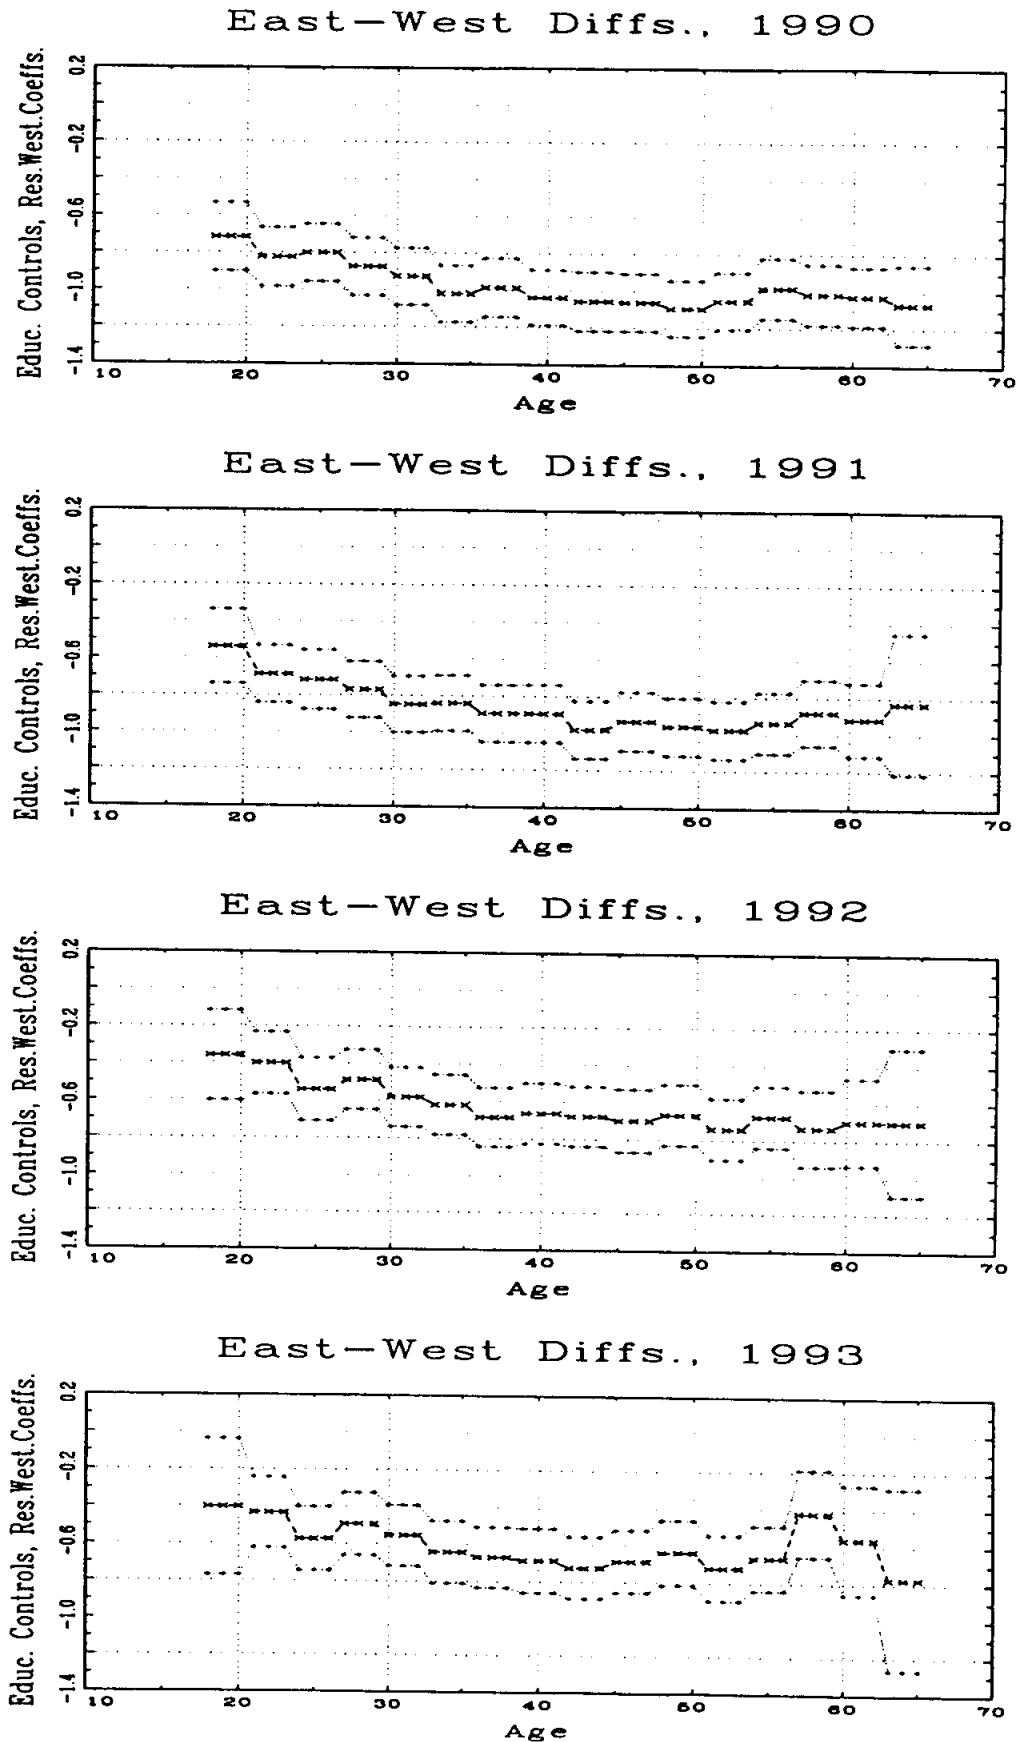 East-West Diffs., 1990
Educ. Controls, Res.West.Coeffs.
0.2
-0.2
-0.6
-1.0
-1.4
10 20 30 40 50 60 70
Age
East-West Diffs., 1991
Educ. Controls, Res.West.Coeffs.
0.2
-0.2
-0.6
-1.0
-1.4
10 20 30 40 50 60 70
Age
East-West Diffs., 1992
Educ. Controls, Res.West.Coeffs.
0.2
-0.2
-0.6
-1.0
-1.4
10 20 30 40 50 60 70
Age
East-West Diffs., 1993
Educ. Controls, Res.West.Coeffs.
0.2
-0.2
-0.6
-1.0
-1.4
10 20 30 40 50 60 70
Age